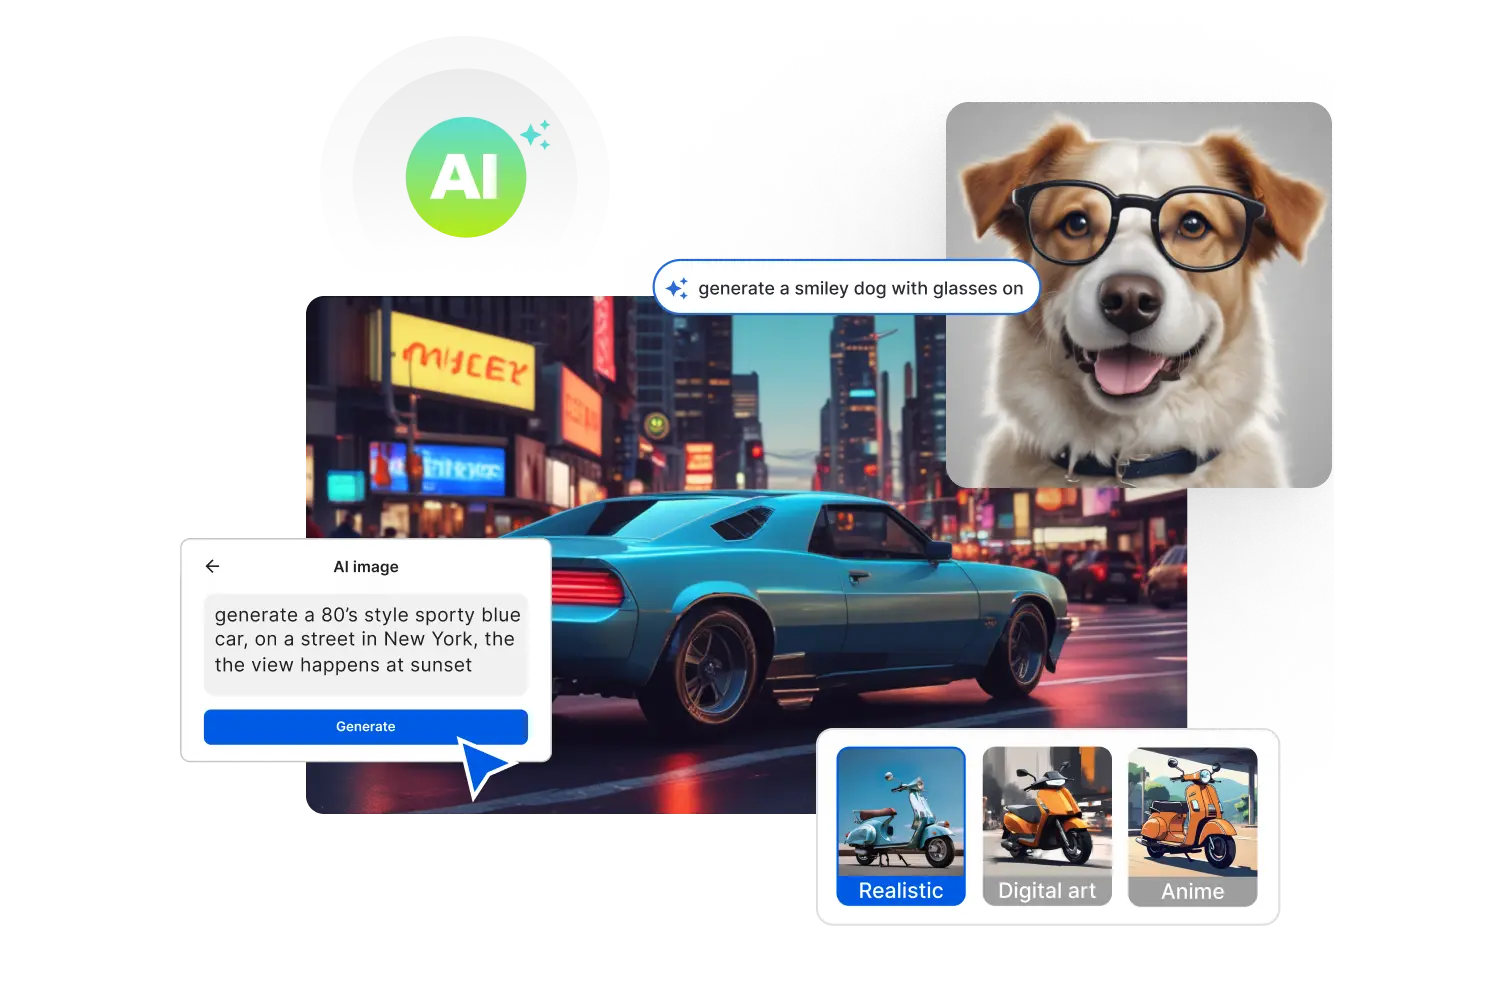 AI
generate a smiley dog with glasses on
AI image
generate a 80's style sporty blue
car, on a street in New York, the
the view happens at sunset
Generate
Realistic
Digital art
Anime